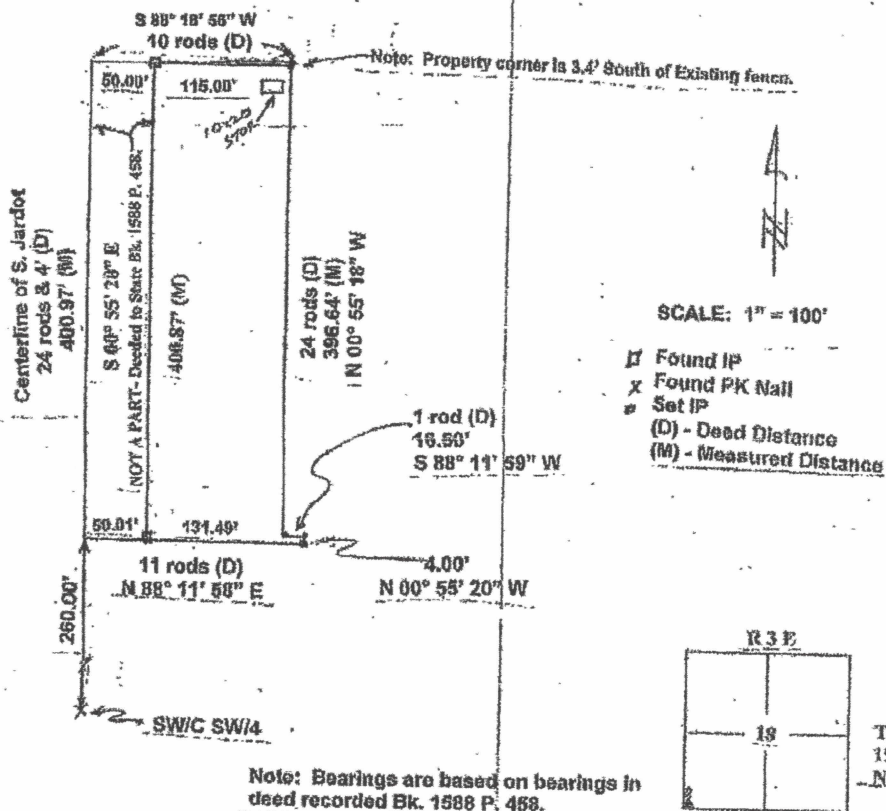 S 88° 18' 56" W
10 rods (D)
Note: Property corner is 3.4' South of Existing fence.
50.00'
115.00'
10x20
Centerline of S. Jardot
24 rods & 4' (D)
400.97' (M)
S 00° 55' 20" E
NOT A PART- Deeded to State Bk. 1588 P. 458.
400.87' (M)
24 rods (D)
396.64' (M)
N 00° 55' 18" W
N
SCALE: 1" = 100'
Found IP
X Found PK Nail
Set IP
(D) - Deed Distance
(M) - Measured Distance
1 rod (D)
16.50'
S 88° 11' 59" W
50.01'
131.49'
11 rods (D)
N 88° 11' 58" E
4.00'
N 00° 55' 20" W
260.00'
SW/C SW/4
R 3 E
T
19
N
Note: Bearings are based on bearings in
deed recorded Bk. 1588 P. 458.